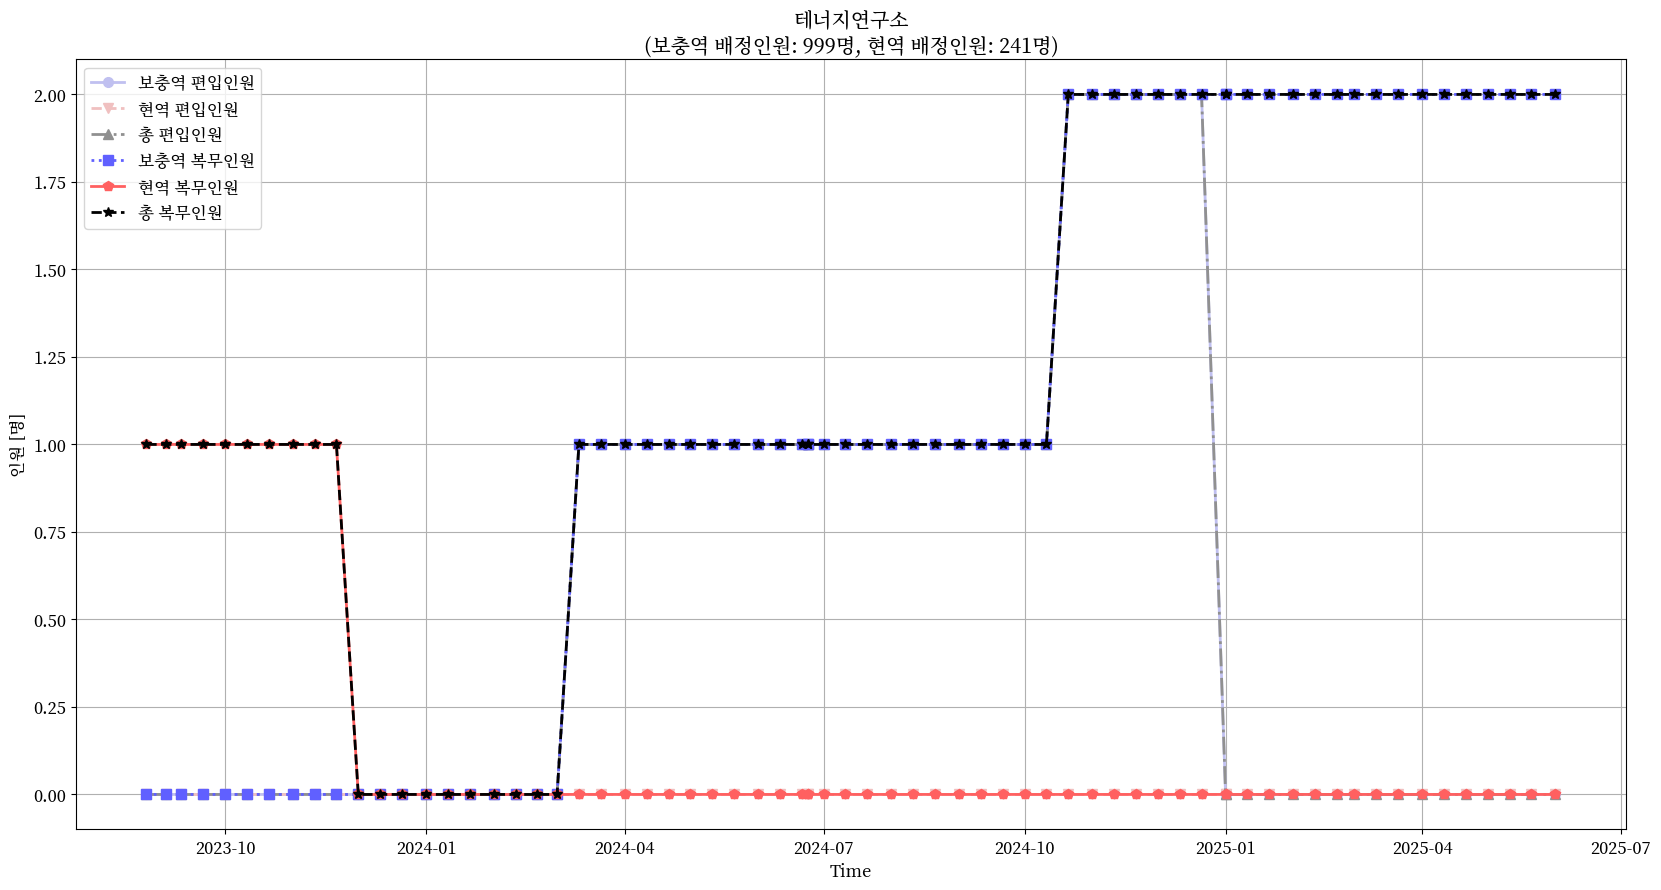 테너지연구소
(보충역 배정인원: 999명, 현역 배정인원: 241명)
보충역 편입인원
현역 편입인원
총 편입인원
보충역 복무인원
현역 복무인원
총 복무인원
2.00
1.75
1.50
1.25
1.00
0.75
0.50
0.25
0.00
인원 [명]
2023-10
2024-01
2024-04
2024-07
2024-10
2025-01
2025-04
2025-07
Time